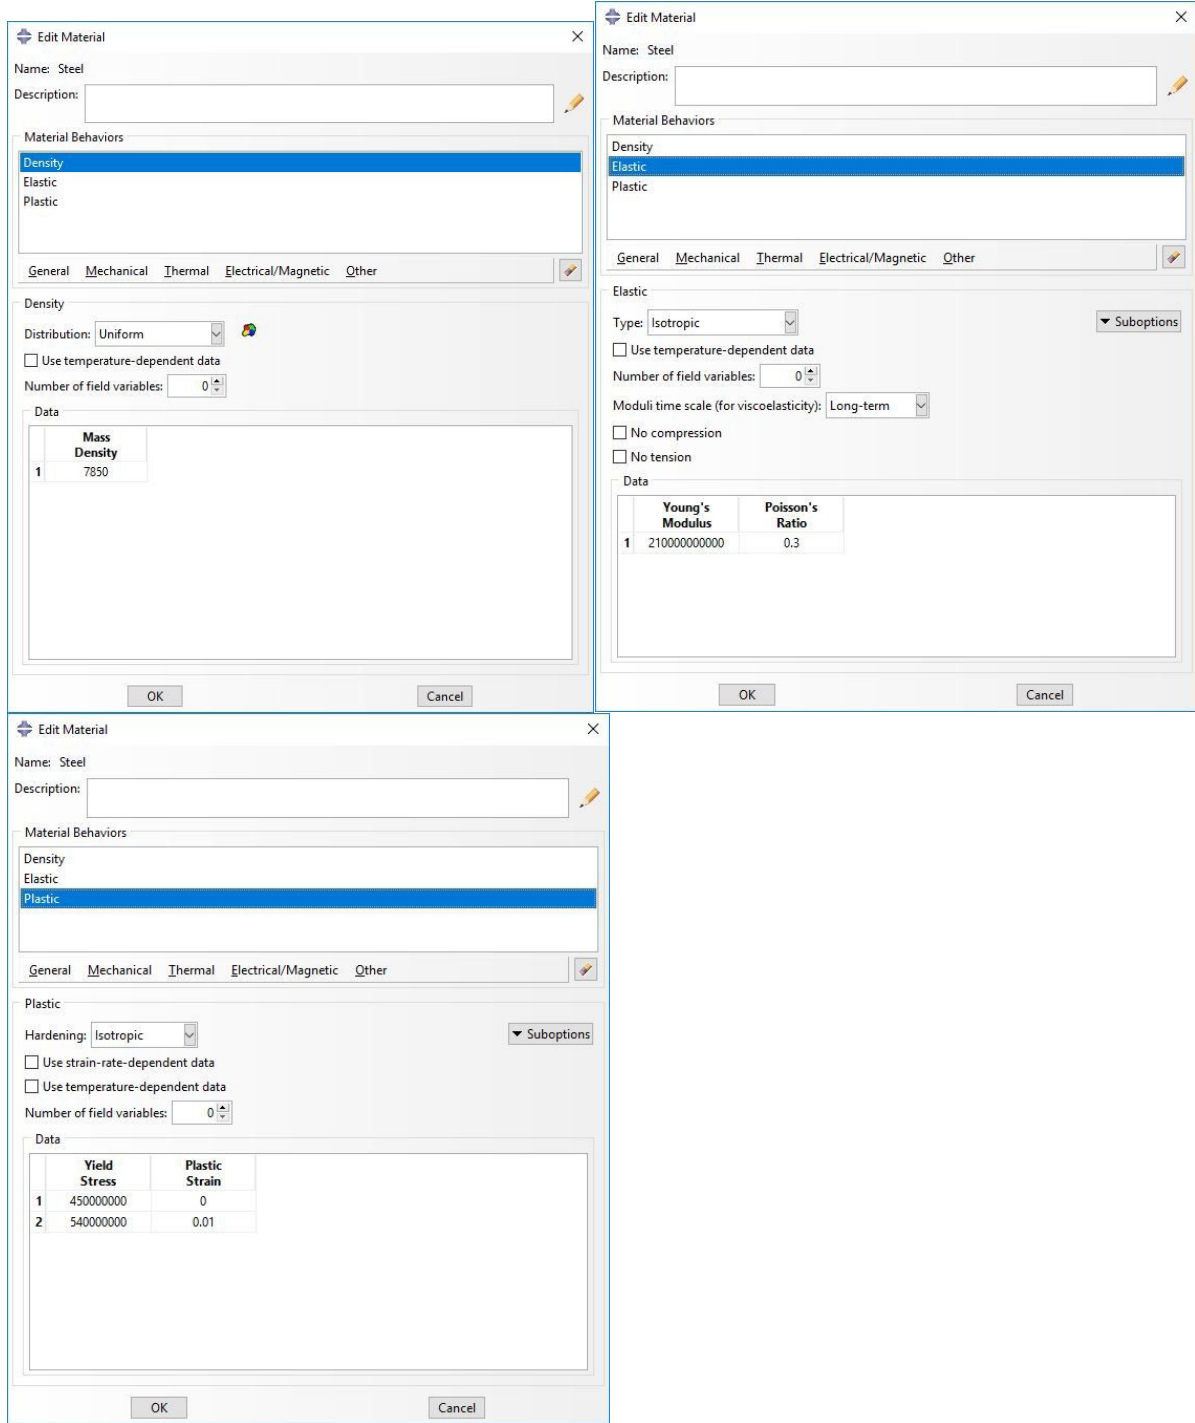 Edit Material
Name: Steel
Description:
Material Behaviors
Density
Elastic
Plastic
General Mechanical Thermal Electrical/Magnetic Other
Density
Distribution: Uniform
Use temperature-dependent data
Number of field variables: 0
Data
Mass
Density
1 7850
OK Cancel
Edit Material
Name: Steel
Description:
Material Behaviors
Density
Elastic
Plastic
General Mechanical Thermal Electrical/Magnetic Other
Elastic
Type: Isotropic Suboptions
Use temperature-dependent data
Number of field variables: 0
Moduli time scale (for viscoelasticity): Long-term
No compression
No tension
Data
Young's Poisson's
Modulus Ratio
1 210000000000 0.3
OK Cancel
Edit Material
Name: Steel
Description:
Material Behaviors
Density
Elastic
Plastic
General Mechanical Thermal Electrical/Magnetic Other
Plastic
Hardening: Isotropic Suboptions
Use strain-rate-dependent data
Use temperature-dependent data
Number of field variables: 0
Data
Yield Plastic
Stress Strain
1 450000000 0
2 540000000 0.01
OK Cancel